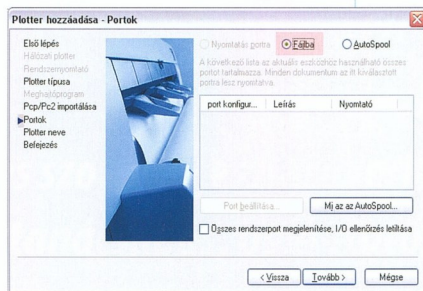 Plotter hozzáadása - Portok
Első lépés
Hálózati plotter
Rendszernyomtató
Plotter típusa
Meghajtóprogram
Pcp/Pc2 importálása
Portok
Plotter neve
Befejezés
Nyomtatás portra
Fájlba
AutoSpool
A következő lista az aktuális eszközhöz használható összes
portot tartalmazza. Minden dokumentum az itt kiválasztott
portra lesz nyomtatva.
port konfigur...
Leírás
Nyomtató
Port beállítása...
Mi az az AutoSpool...
Összes rendszerport megjelenítése, I/O ellenőrzés letiltása
< Vissza
Tovább >
Mégse